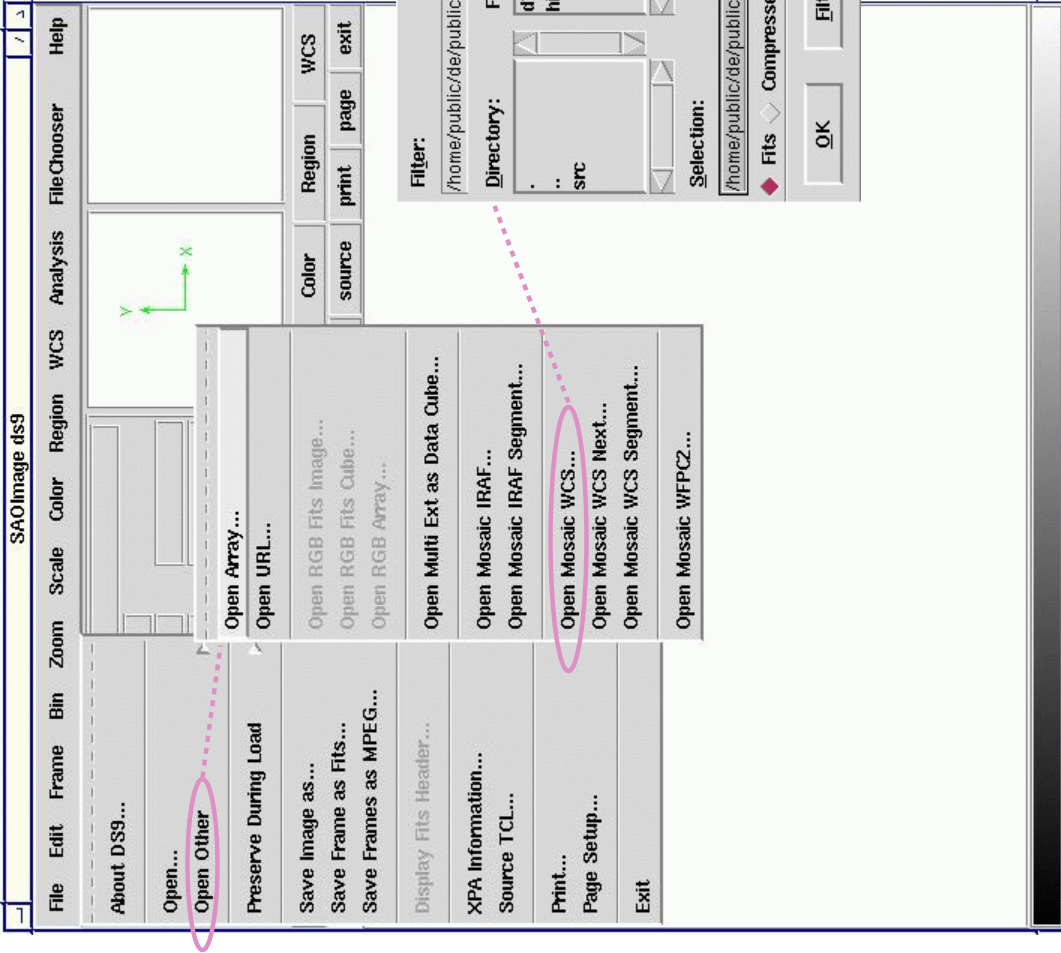 SAOImage ds9
File Edit Frame Bin Zoom Scale Color Region WCS Analysis FileChooser Help
About DS9...
Open...
Open Other
Preserve During Load
Save Image as...
Save Frame as Fits...
Save Frames as MPEG...
Display Fits Header...
XPA Information...
Source TCL...
Print...
Page Setup...
Exit
Open Array...
Open URL...
Open RGB Fits Image...
Open RGB Fits Cube...
Open RGB Array...
Open Multi Ext as Data Cube...
Open Mosaic IRAF...
Open Mosaic IRAF Segment...
Open Mosaic WCS...
Open Mosaic WCS Next...
Open Mosaic WCS Segment...
Open Mosaic WFPC2...
Y
X
Color Region WCS
source print page exit
Filter:
/home/public/de/public
Directory:
.
..
src
Selection:
/home/public/de/public
Fits Compresse
OK Filt